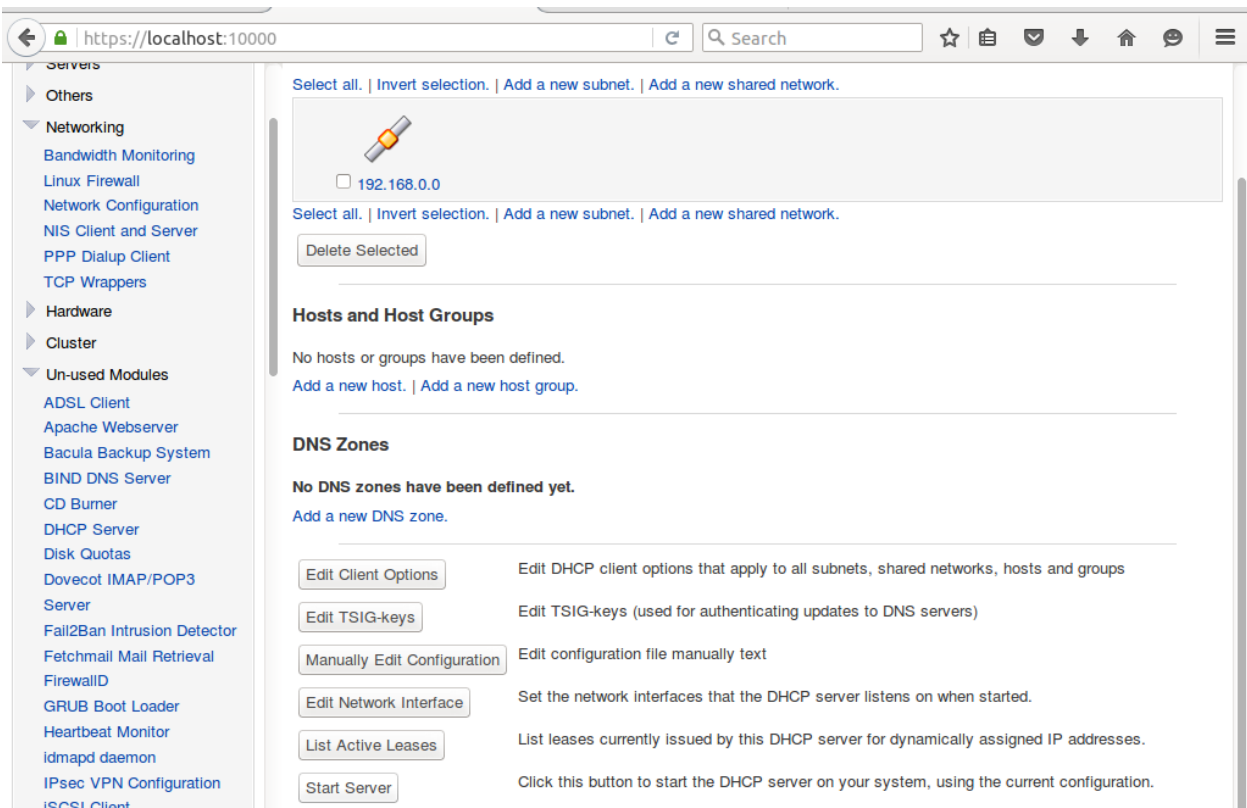 https://localhost:10000
Search
Servers
Others
Networking
Bandwidth Monitoring
Linux Firewall
Network Configuration
NIS Client and Server
PPP Dialup Client
TCP Wrappers
Hardware
Cluster
Un-used Modules
ADSL Client
Apache Webserver
Bacula Backup System
BIND DNS Server
CD Burner
DHCP Server
Disk Quotas
Dovecot IMAP/POP3
Server
Fail2Ban Intrusion Detector
Fetchmail Mail Retrieval
FirewallD
GRUB Boot Loader
Heartbeat Monitor
idmapd daemon
IPsec VPN Configuration
iSCSI Client
Select all. | Invert selection. | Add a new subnet. | Add a new shared network.
192.168.0.0
Select all. | Invert selection. | Add a new subnet. | Add a new shared network.
Delete Selected
Hosts and Host Groups
No hosts or groups have been defined.
Add a new host. | Add a new host group.
DNS Zones
No DNS zones have been defined yet.
Add a new DNS zone.
Edit Client Options Edit DHCP client options that apply to all subnets, shared networks, hosts and groups
Edit TSIG-keys Edit TSIG-keys (used for authenticating updates to DNS servers)
Manually Edit Configuration Edit configuration file manually text
Edit Network Interface Set the network interfaces that the DHCP server listens on when started.
List Active Leases List leases currently issued by this DHCP server for dynamically assigned IP addresses.
Start Server Click this button to start the DHCP server on your system, using the current configuration.